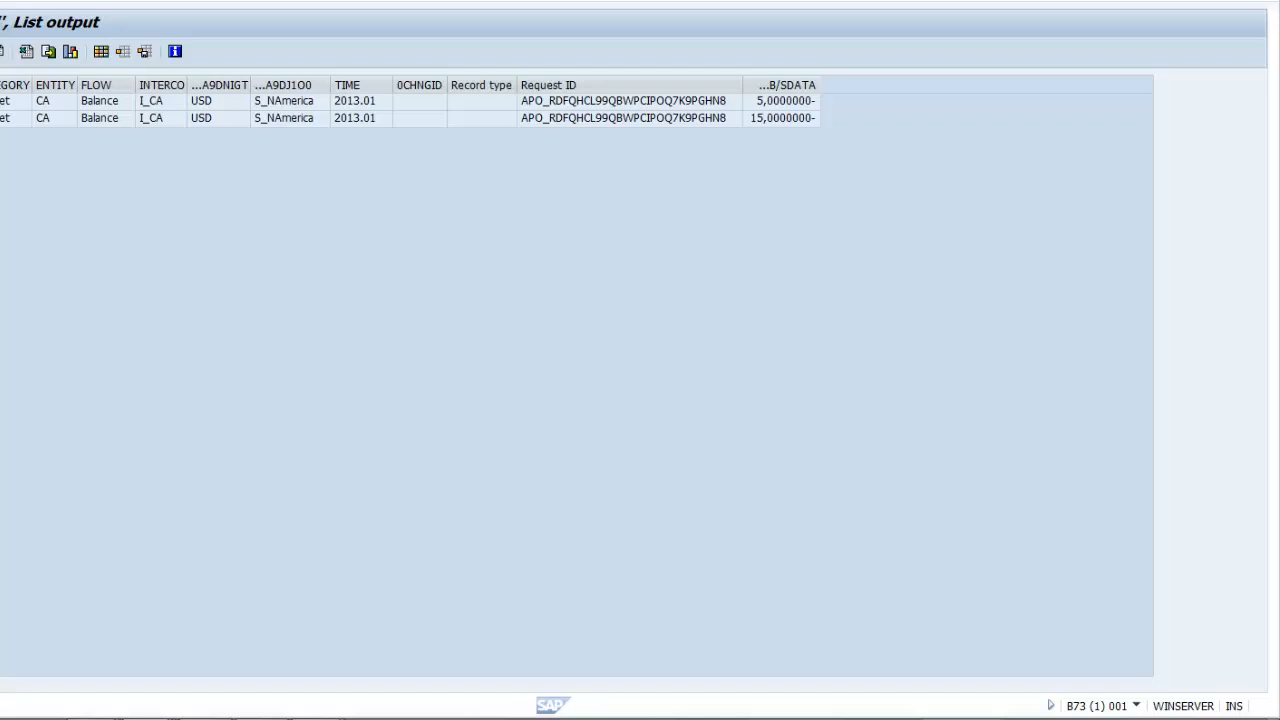 ', List output
EGORY ENTITY FLOW INTERCO ...A9DNIGT ...A9DJ1O0 TIME 0CHNGID Record type Request ID ...B/SDATA
et CA Balance I_CA USD S_NAmerica 2013.01 APO_RDFQHCL99QBWPCIPOQ7K9PGHN8 5,0000000-
et CA Balance I_CA USD S_NAmerica 2013.01 APO_RDFQHCL99QBWPCIPOQ7K9PGHN8 15,0000000-
SAP B73 (1) 001 WINSERVER INS